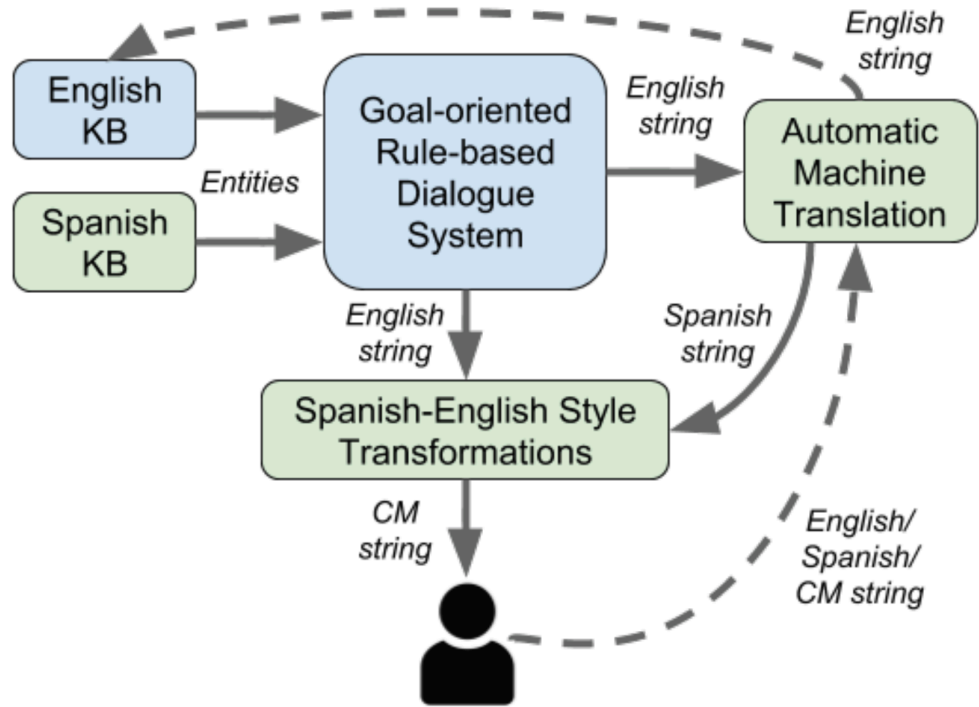 English
string
English
KB
Goal-oriented
Rule-based
Dialogue
System
English
string
Automatic
Machine
Translation
Entities
Spanish
KB
English
string
Spanish
string
Spanish-English Style
Transformations
CM
string
English/
Spanish/
CM string